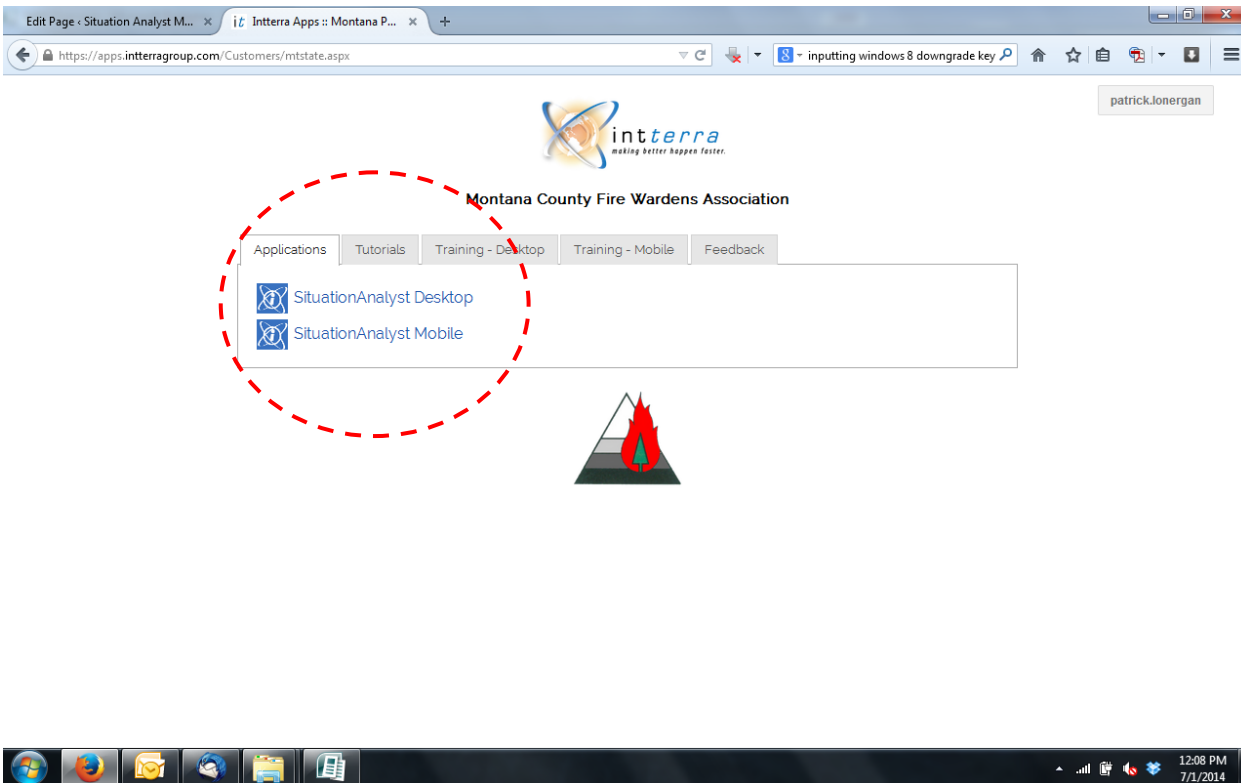 Edit Page ‹ Situation Analyst M... ×
it Intterra Apps :: Montana P... × +
https://apps.intterragroup.com/Customers/mtstate.aspx
8 inputting windows 8 downgrade key
patrick.lonergan
intterra
making better happen faster.
Montana County Fire Wardens Association
Applications Tutorials Training - Desktop Training - Mobile Feedback
SituationAnalyst Desktop
SituationAnalyst Mobile
12:08 PM
7/1/2014